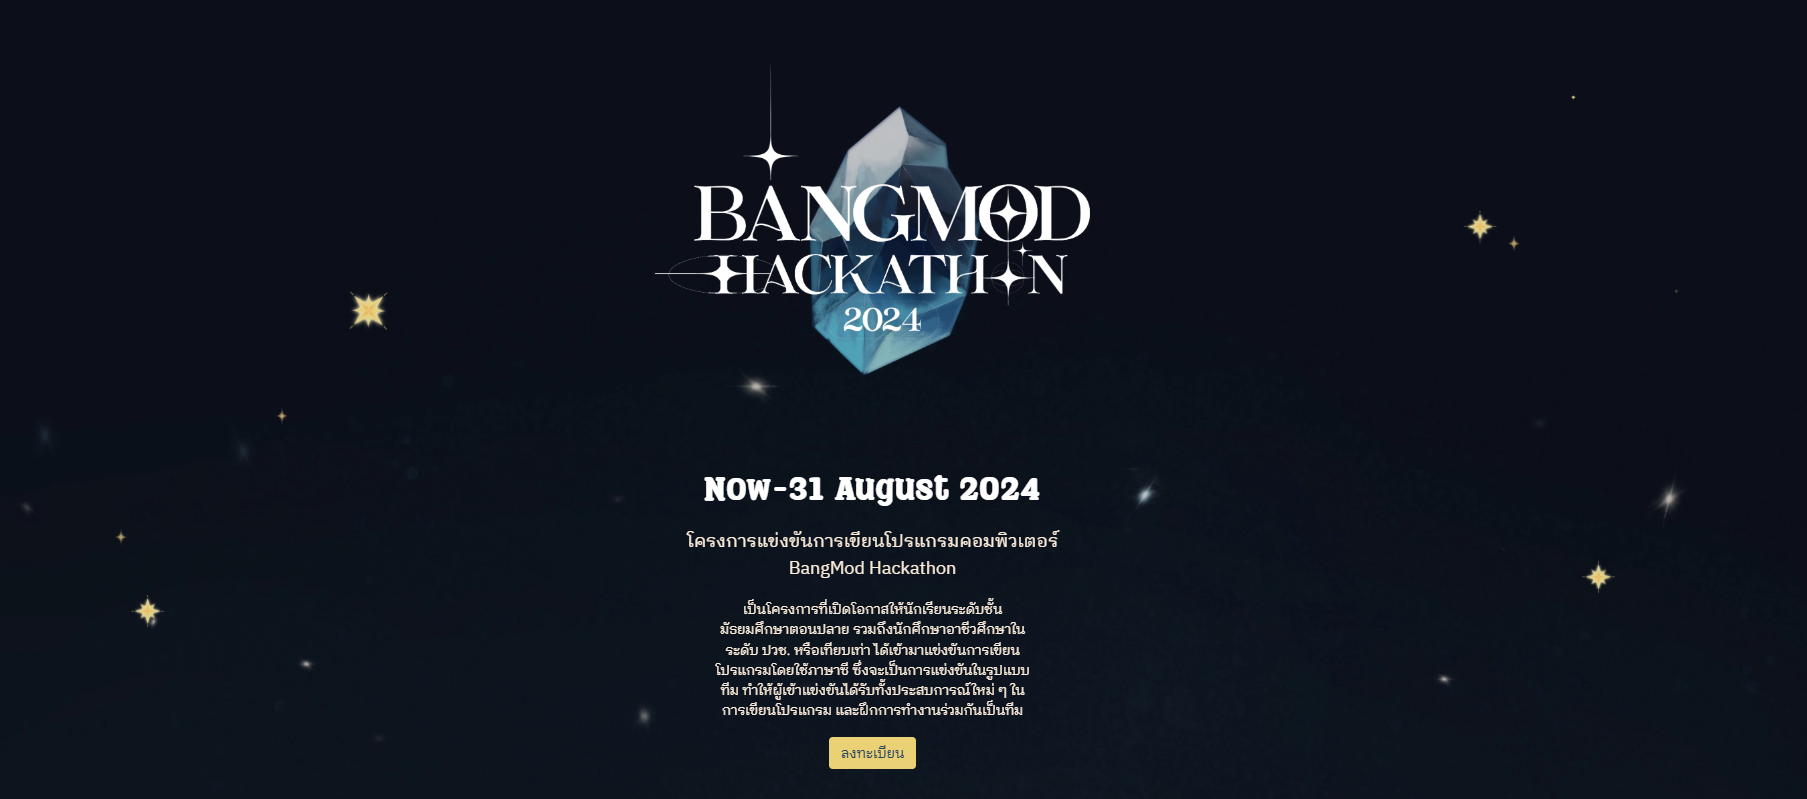 BANGMOD
HACKATHON
2024
Now-31 August 2024
โครงการแข่งขันการเขียนโปรแกรมคอมพิวเตอร์
BangMod Hackathon
เป็นโครงการที่เปิดโอกาสให้นักเรียนระดับชั้น
มัธยมศึกษาตอนปลาย รวมถึงนักศึกษาอาชีวศึกษาใน
ระดับ ปวช. หรือเทียบเท่า ได้เข้ามาแข่งขันการเขียน
โปรแกรมโดยใช้ภาษาซี ซึ่งจะเป็นการแข่งขันในรูปแบบ
ทีม ทำให้ผู้เข้าแข่งขันได้รับทั้งประสบการณ์ใหม่ ๆ ใน
การเขียนโปรแกรม และฝึกการทำงานร่วมกันเป็นทีม
ลงทะเบียน